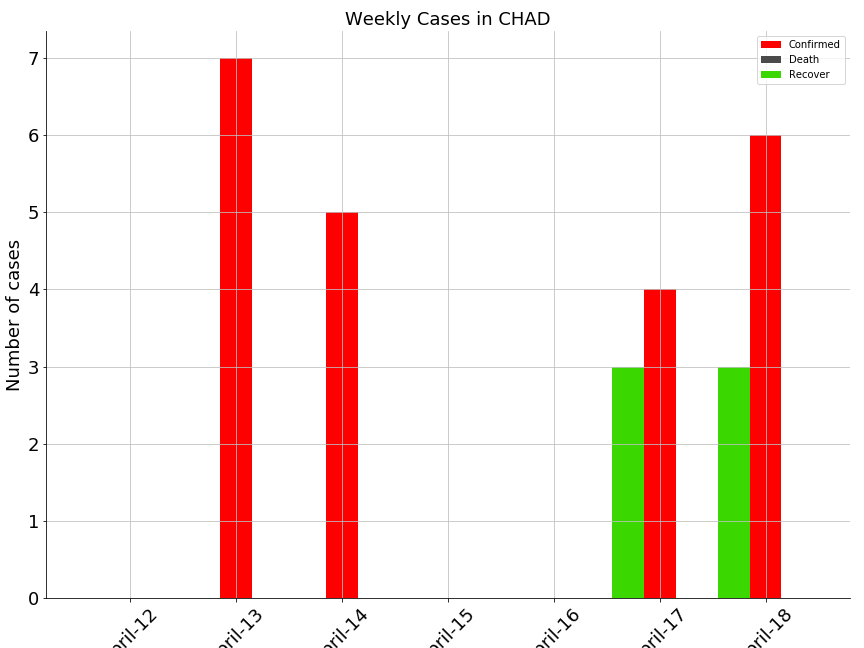 Weekly Cases in CHAD
Confirmed
Death
Recover
Number of cases
7
6
5
4
3
2
1
0
pril-12
pril-13
pril-14
pril-15
pril-16
pril-17
pril-18